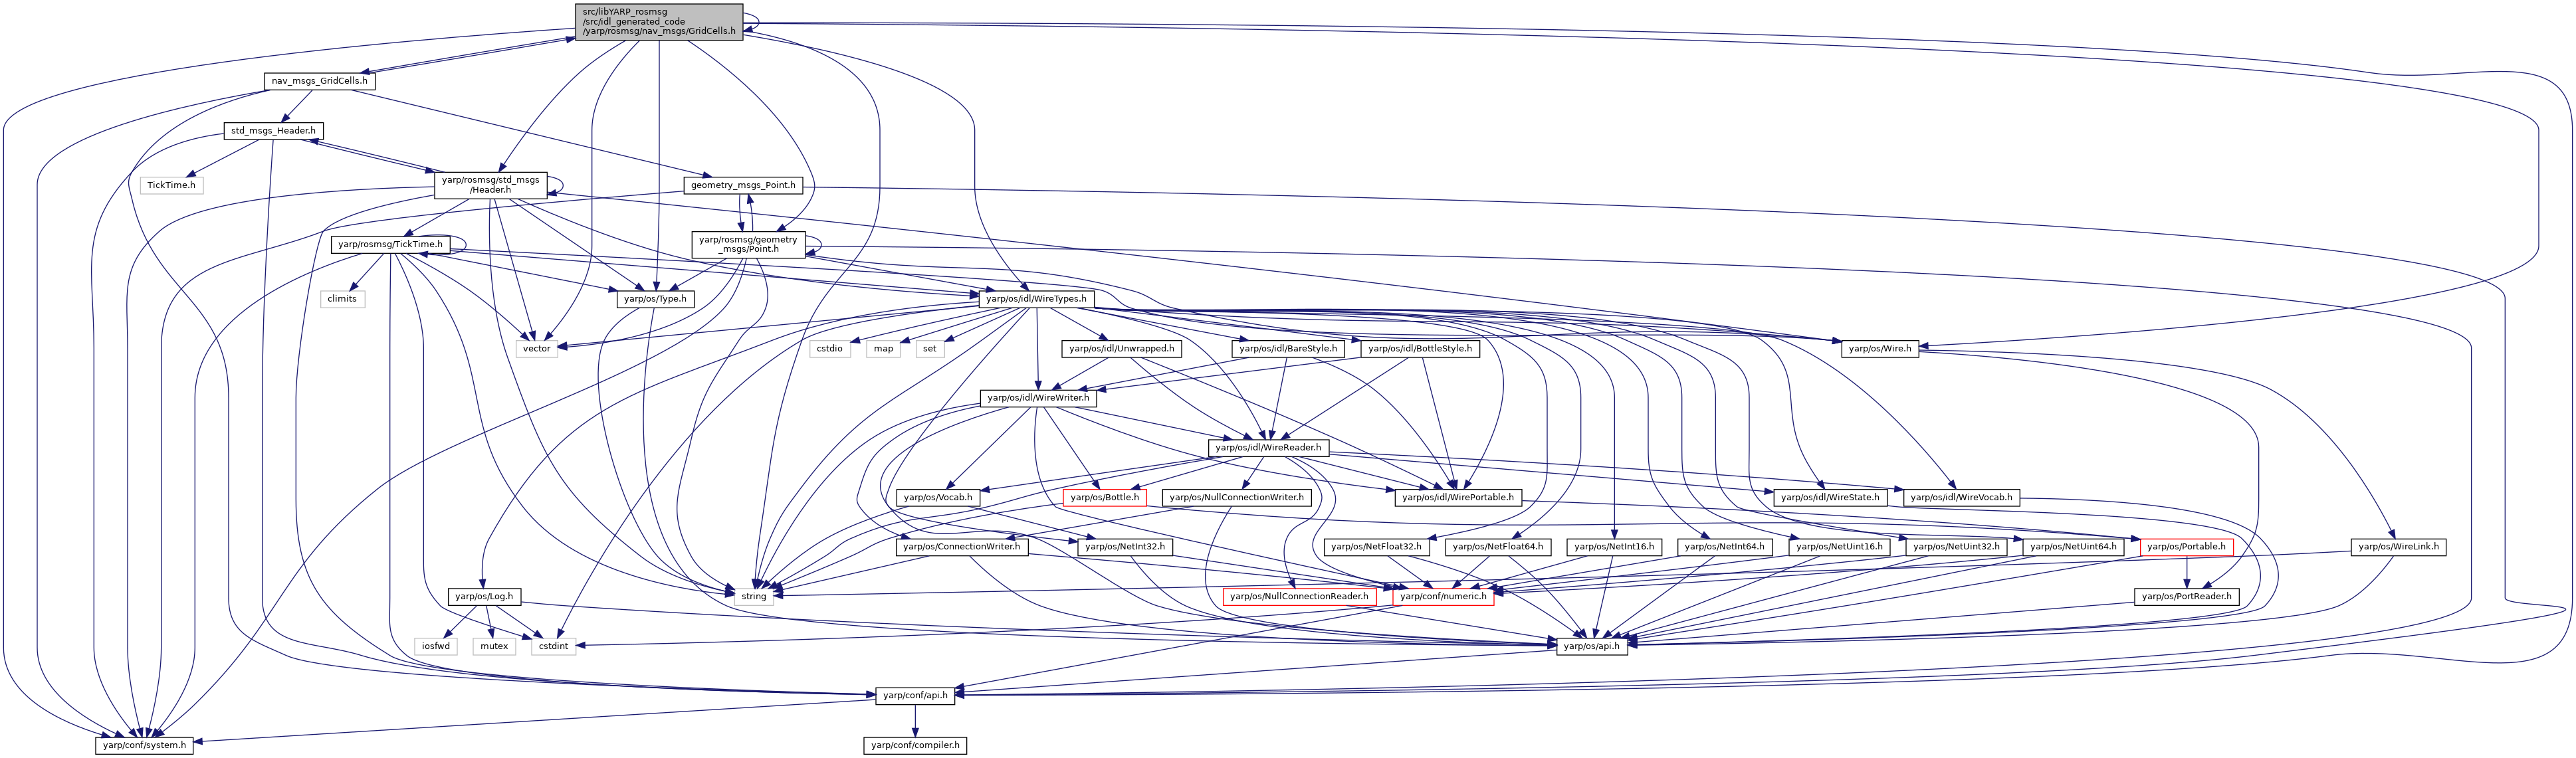 src/libYARP_rosmsg
/src/idl_generated_code
/yarp/rosmsg/nav_msgs/GridCells.h
nav_msgs_GridCells.h
std_msgs_Header.h
TickTime.h
yarp/rosmsg/std_msgs
/Header.h
geometry_msgs_Point.h
yarp/rosmsg/TickTime.h
yarp/rosmsg/geometry
_msgs/Point.h
climits
yarp/os/Type.h
yarp/os/idl/WireTypes.h
vector
cstdio
map
set
yarp/os/idl/Unwrapped.h
yarp/os/idl/BareStyle.h
yarp/os/idl/BottleStyle.h
yarp/os/Wire.h
yarp/os/idl/WireWriter.h
yarp/os/idl/WireReader.h
yarp/os/Vocab.h
yarp/os/Bottle.h
yarp/os/NullConnectionWriter.h
yarp/os/idl/WirePortable.h
yarp/os/idl/WireState.h
yarp/os/idl/WireVocab.h
yarp/os/ConnectionWriter.h
yarp/os/NetInt32.h
yarp/os/NetFloat32.h
yarp/os/NetFloat64.h
yarp/os/NetInt16.h
yarp/os/NetInt64.h
yarp/os/NetUint16.h
yarp/os/NetUint32.h
yarp/os/NetUint64.h
yarp/os/Portable.h
yarp/os/WireLink.h
yarp/os/Log.h
string
yarp/os/NullConnectionReader.h
yarp/conf/numeric.h
yarp/os/PortReader.h
iosfwd
mutex
cstdint
yarp/os/api.h
yarp/conf/api.h
yarp/conf/system.h
yarp/conf/compiler.h